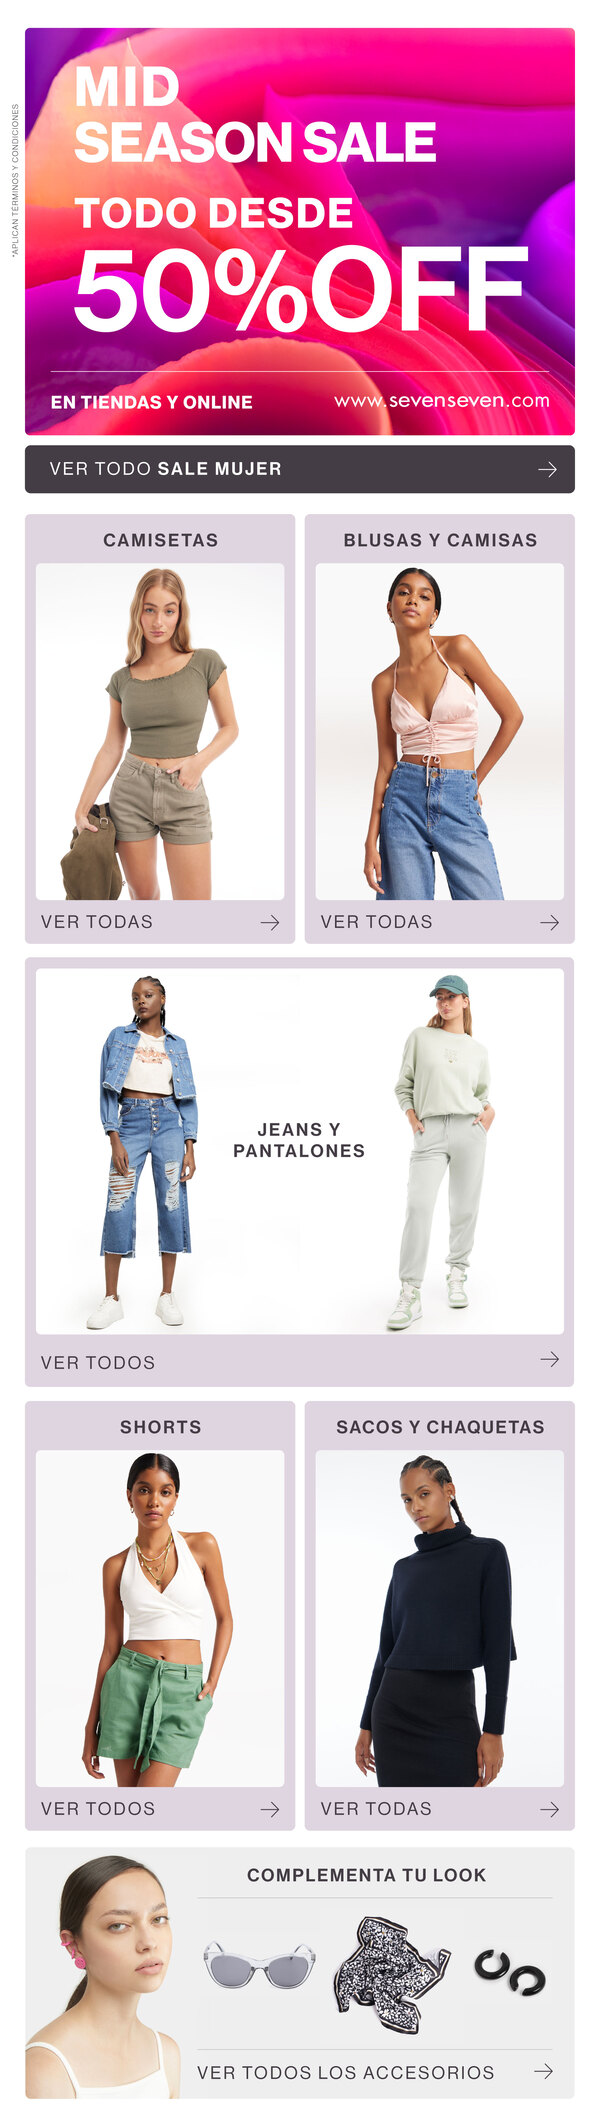 MID
SEASON SALE
TODO DESDE
50%OFF
EN TIENDAS Y ONLINE
www.sevenseven.com
*APLICAN TÉRMINOS Y CONDICIONES
VER TODO SALE MUJER
CAMISETAS
BLUSAS Y CAMISAS
VER TODAS
VER TODAS
JEANS Y
PANTALONES
VER TODOS
SHORTS
SACOS Y CHAQUETAS
VER TODOS
VER TODAS
COMPLEMENTA TU LOOK
VER TODOS LOS ACCESORIOS